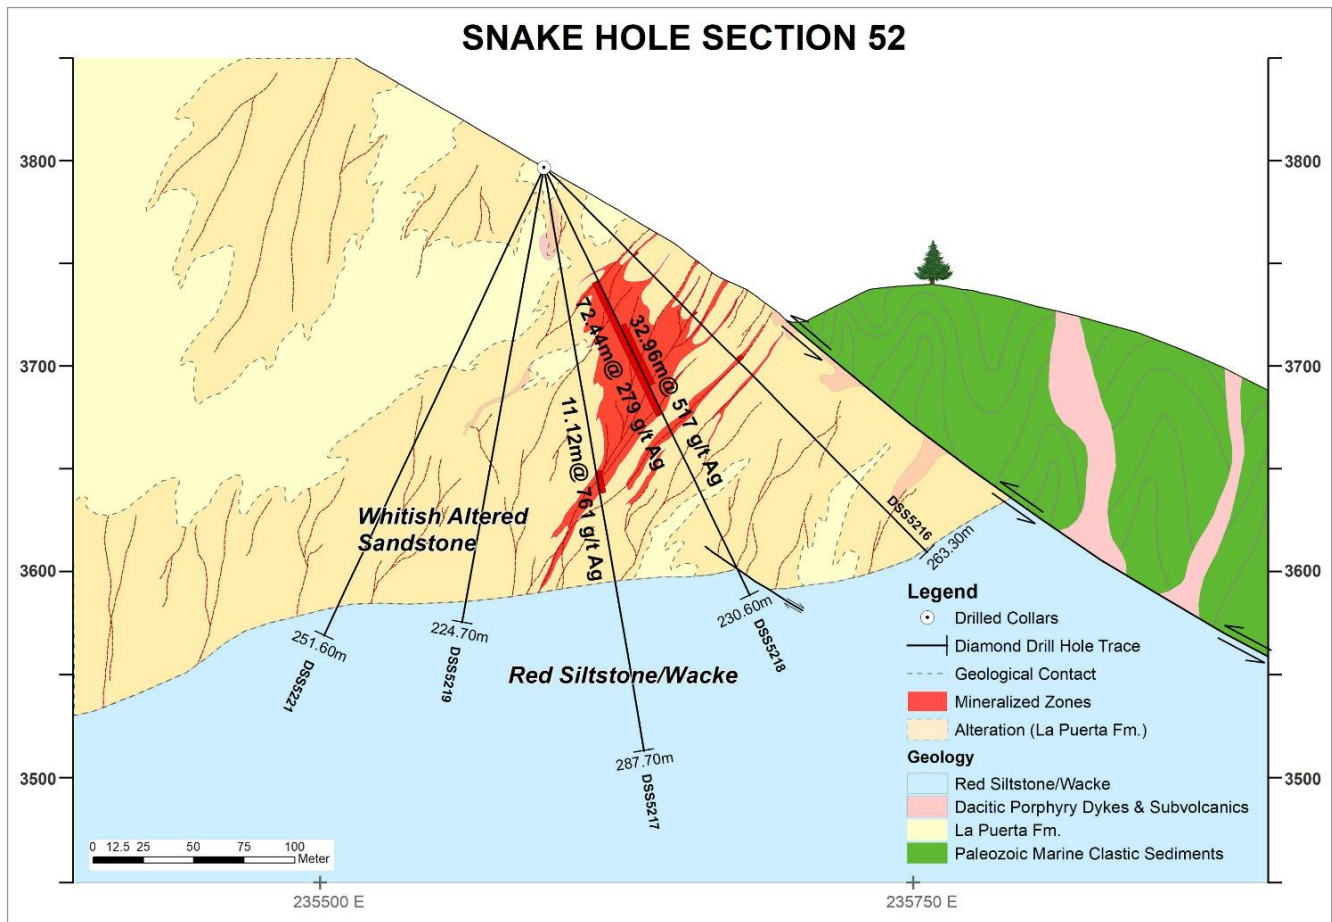 SNAKE HOLE SECTION 52
3800
3800
3700
3700
72.44m@ 279 g/t Ag
32.96m@ 517 g/t Ag
11.12m@ 761 g/t Ag
Whitish Altered
Sandstone
DSS5216
263.30m
3600
3600
251.60m
DSS5221
224.70m
DSS5219
230.60m
DSS5218
Red Siltstone/Wacke
287.70m
DSS5217
3500
3500
Legend
Drilled Collars
Diamond Drill Hole Trace
Geological Contact
Mineralized Zones
Alteration (La Puerta Fm.)
Geology
Red Siltstone/Wacke
Dacitic Porphyry Dykes & Subvolcanics
La Puerta Fm.
Paleozoic Marine Clastic Sediments
0 12.5 25 50 75 100
Meter
235500 E
235750 E